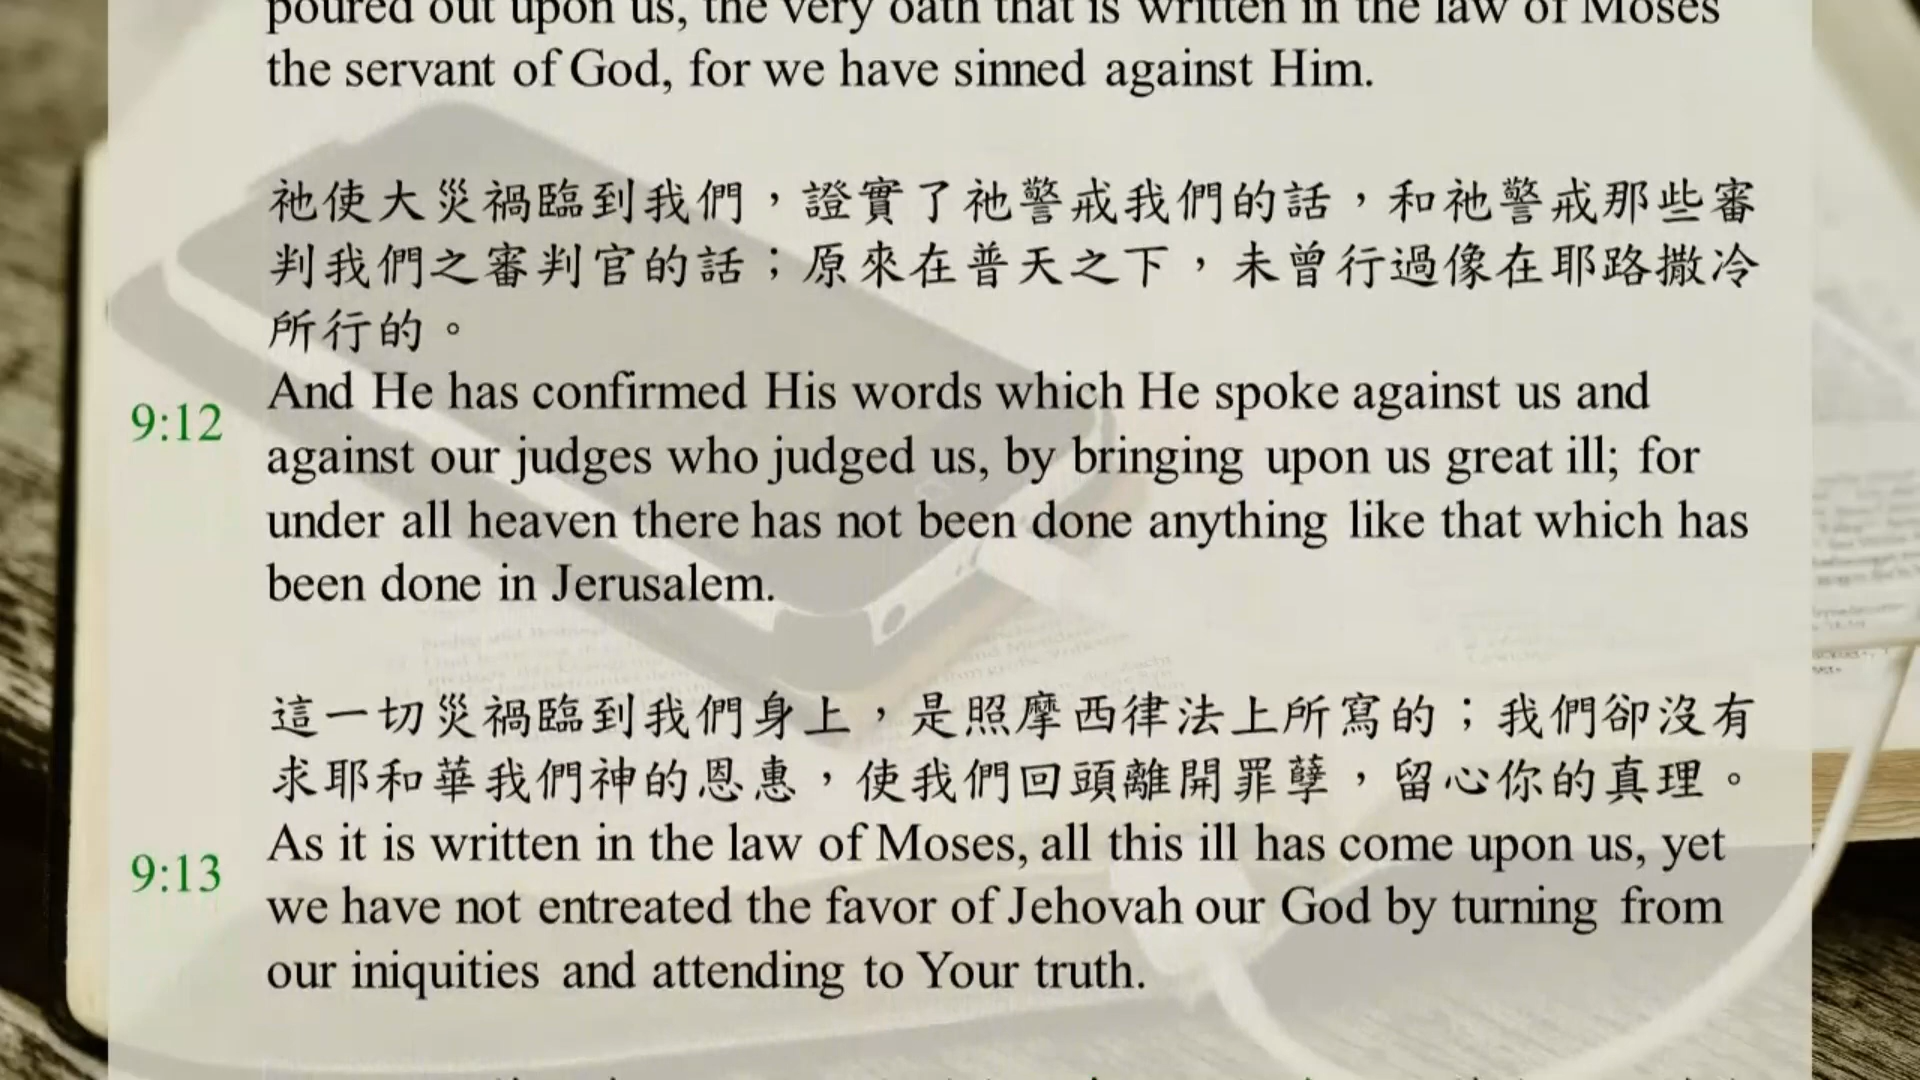 poured out upon us, the very oath that is written in the law of Moses
the servant of God, for we have sinned against Him.
祂使大災禍臨到我們，證實了祂警戒我們的話，和祂警戒那些審
判我們之審判官的話；原來在普天之下，未曾行過像在耶路撒冷
所行的。
9:12
And He has confirmed His words which He spoke against us and
against our judges who judged us, by bringing upon us great ill; for
under all heaven there has not been done anything like that which has
been done in Jerusalem.
這一切災禍臨到我們身上，是照摩西律法上所寫的；我們卻沒有
求耶和華我們神的恩惠，使我們回頭離開罪孽，留心你的真理。
9:13
As it is written in the law of Moses, all this ill has come upon us, yet
we have not entreated the favor of Jehovah our God by turning from
our iniquities and attending to Your truth.